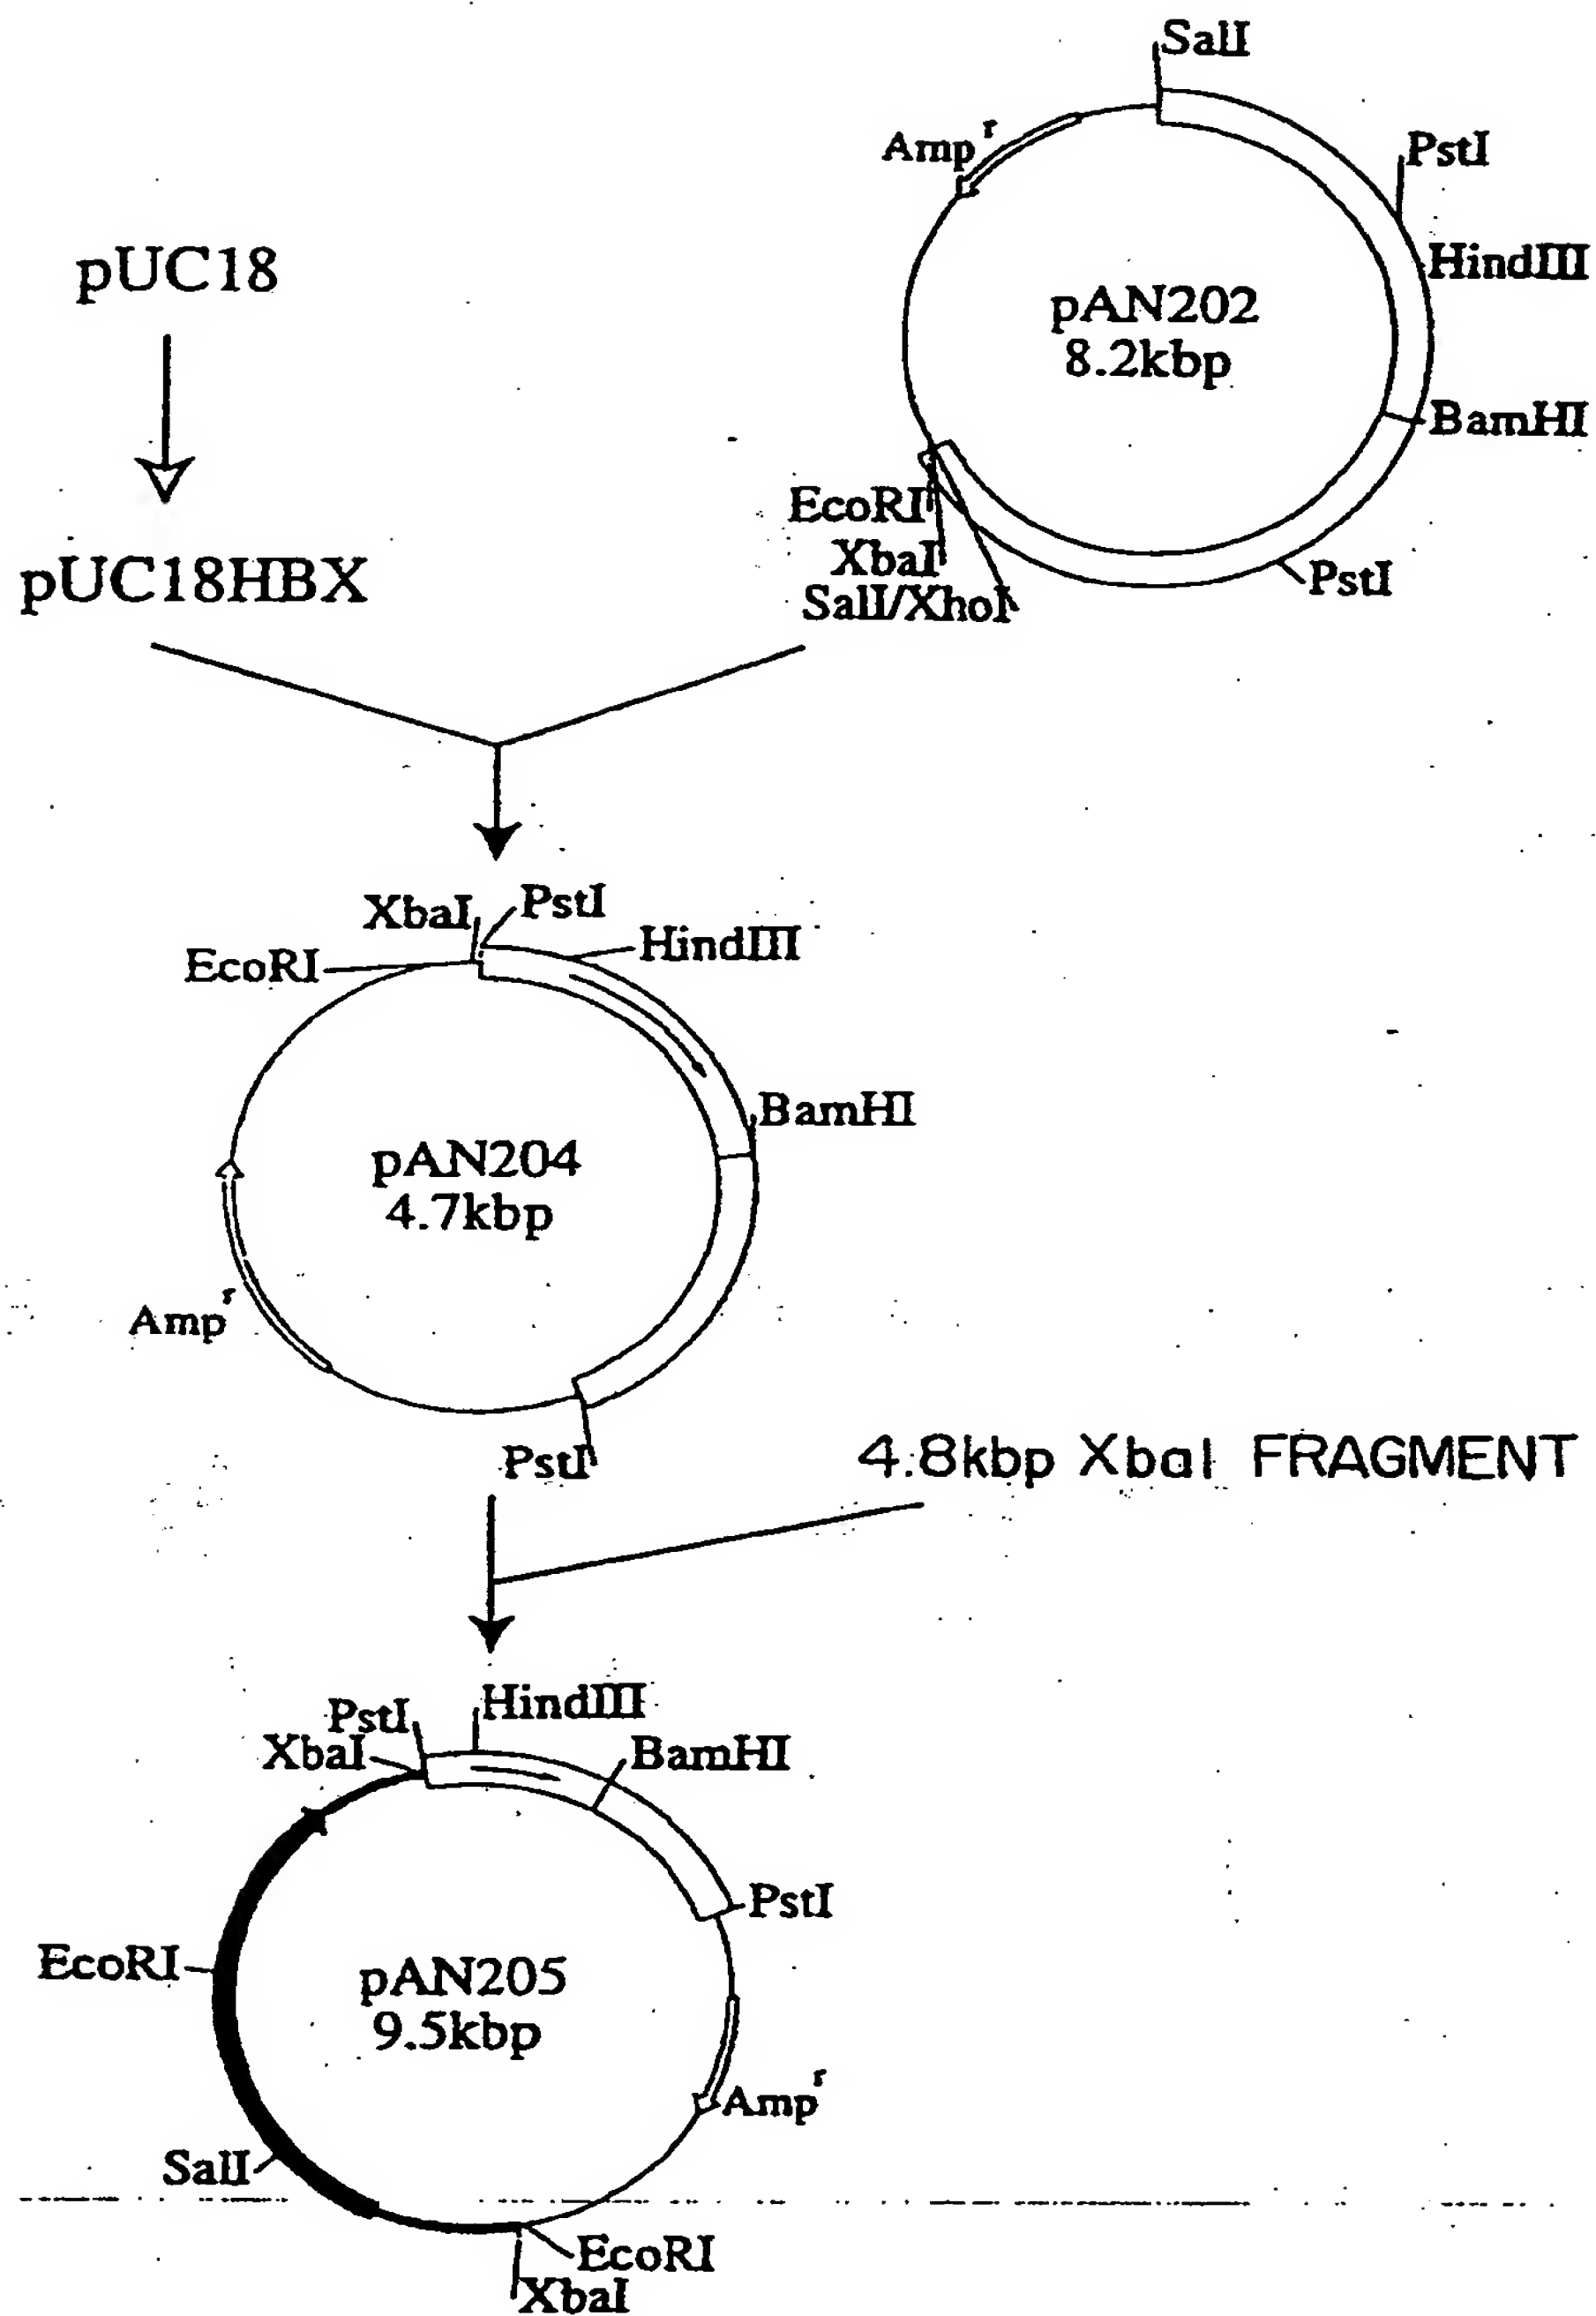 SalI
Amp r
PstI
pUC18
HindIII
pAN202
8.2kbp
BamHI
EcoRI
XbaI
SalI/XhoI
PstI
pUC18HBX
XbaI
PstI
HindIII
EcoRI
BamHI
pAN204
4.7kbp
Amp r
PstI
4.8kbp XbaI FRAGMENT
PstI
HindIII
XbaI
BamHI
PstI
EcoRI
pAN205
9.5kbp
Amp r
SalI
EcoRI
XbaI